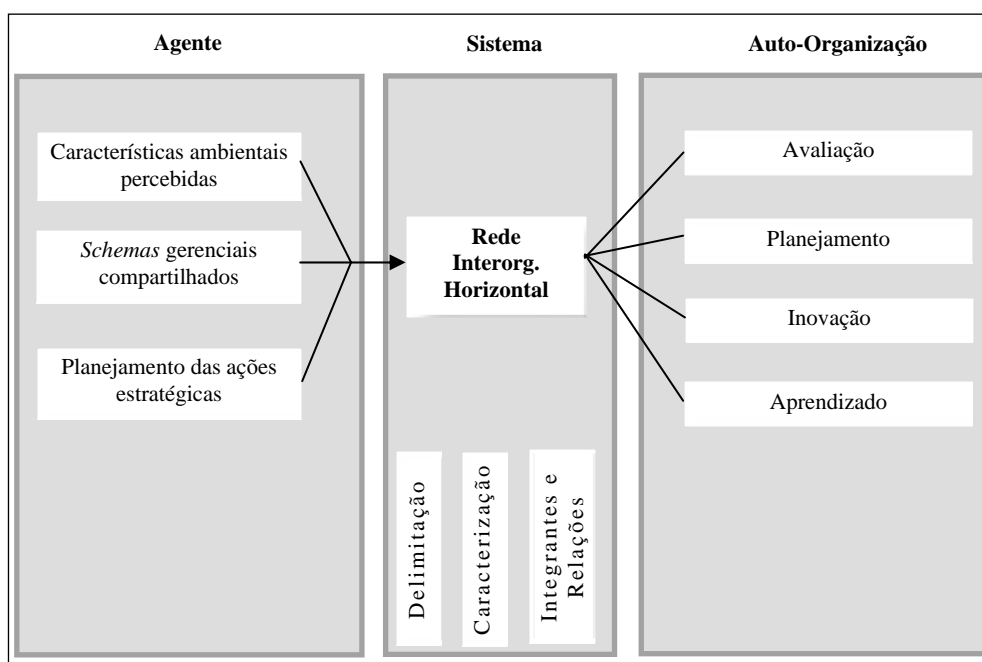 Agente
Sistema
Auto-Organização
Características ambientais
percebidas
Schemas gerenciais
compartilhados
Planejamento das ações
estratégicas
Rede
Interorg.
Horizontal
Delimitação
Caracterização
Integrantes e
Relações
Avaliação
Planejamento
Inovação
Aprendizado